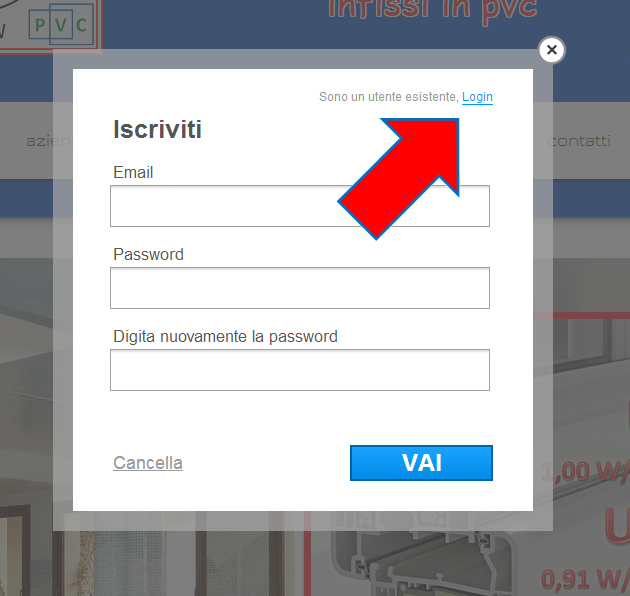 infissi in pvc
PVC
Sono un utente esistente, Login
Iscriviti
contatti
Email
Password
Digita nuovamente la password
Cancella
VAI
1,00 W/
U
0,91 W/